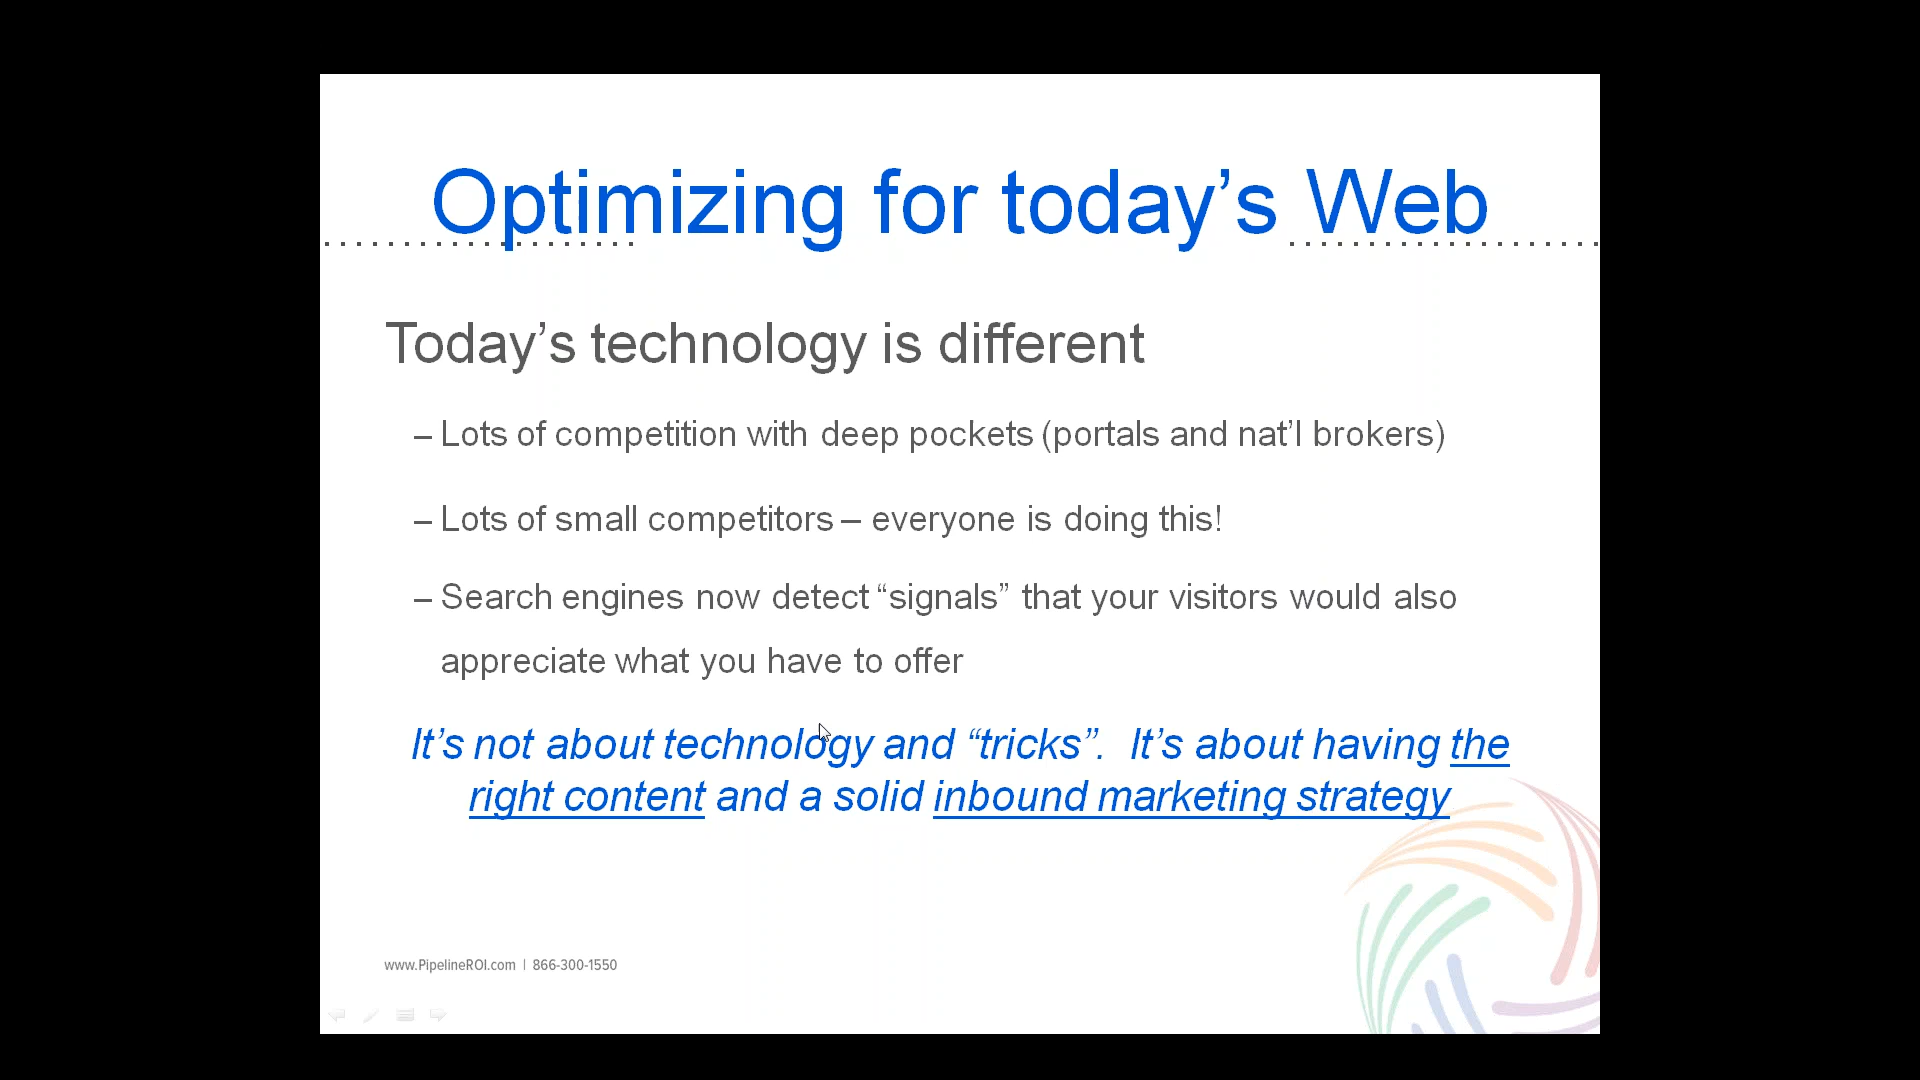 Optimizing for today’s Web
Today’s technology is different
– Lots of competition with deep pockets (portals and nat’l brokers)
– Lots of small competitors – everyone is doing this!
– Search engines now detect “signals” that your visitors would also
appreciate what you have to offer
It’s not about technology and “tricks”.  It’s about having the
right content and a solid inbound marketing strategy
www.PipelineROI.com | 866-300-1550